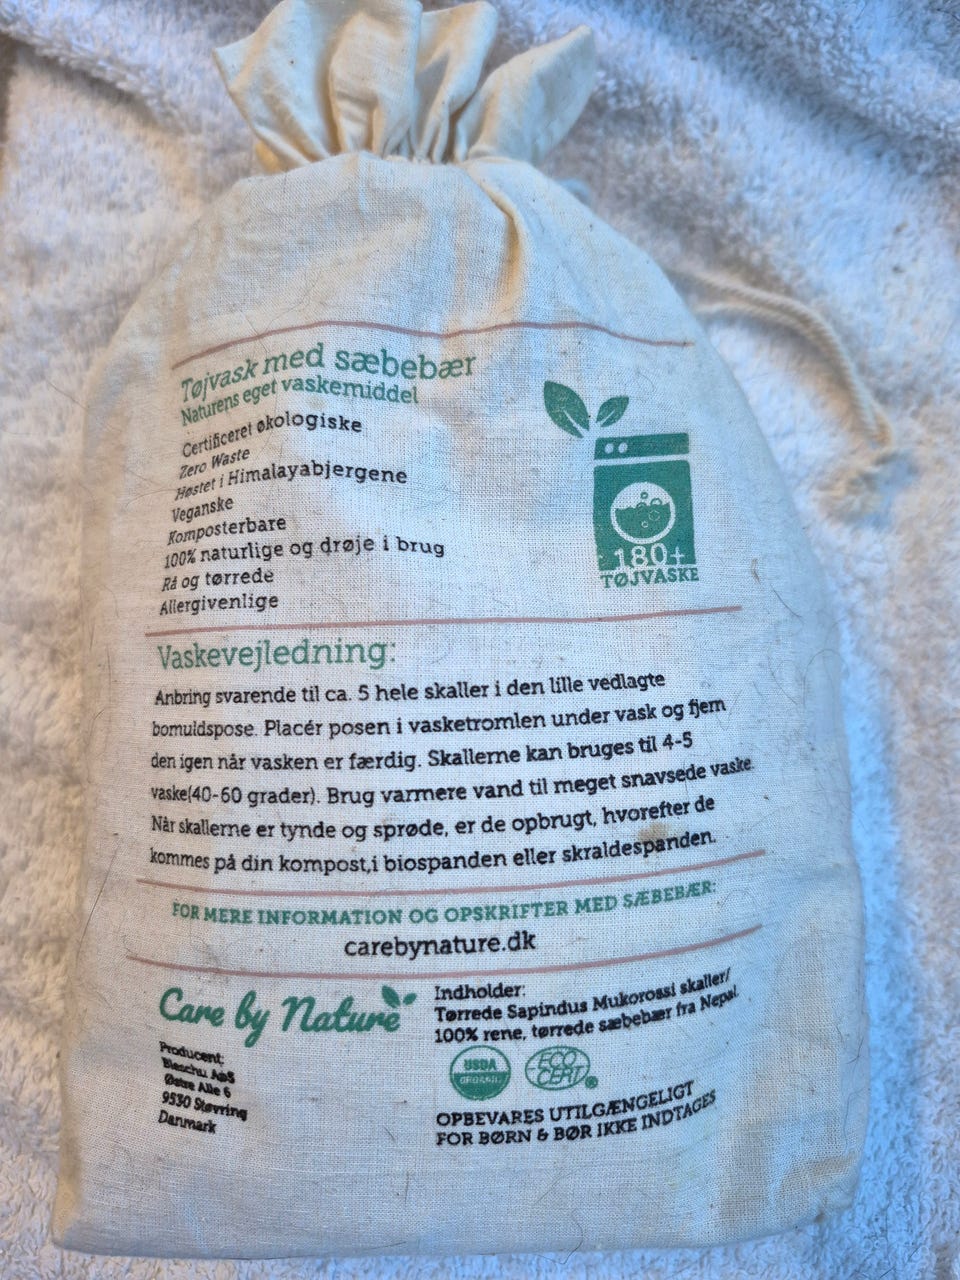 Tøjvask med sæbebær
Naturens eget vaskemiddel
Certificeret økologiske
Zero Waste
Høstet i Himalayabjergene
Veganske
Komposterbare
100% naturlige og drøje i brug
Rå og tørrede
Allergivenlige
180+
TØJVASKE
Vaskevejledning:
Anbring svarende til ca. 5 hele skaller i den lille vedlagte
bomuldspose. Placér posen i vasketromlen under vask og fjern
den igen når vasken er færdig. Skallerne kan bruges til 4-5
vaske(40-60 grader). Brug varmere vand til meget snavsede vaske.
Når skallerne er tynde og sprøde, er de opbrugt, hvorefter de
kommes på din kompost,i biospanden eller skraldespanden.
FOR MERE INFORMATION OG OPSKRIFTER MED SÆBEBÆR:
carebynature.dk
Care by Nature
Producent:
ApS
Østre Alle 6
9530 Støvring
Danmark
Indholder:
Tørrede Sapindus Mukorossi skaller/
100% rene, tørrede sæbebær fra Nepal.
USDA
ORGANIC
ECO
CERT®
OPBEVARES UTILGÆNGELIGT
FOR BØRN & BØR IKKE INDTAGES